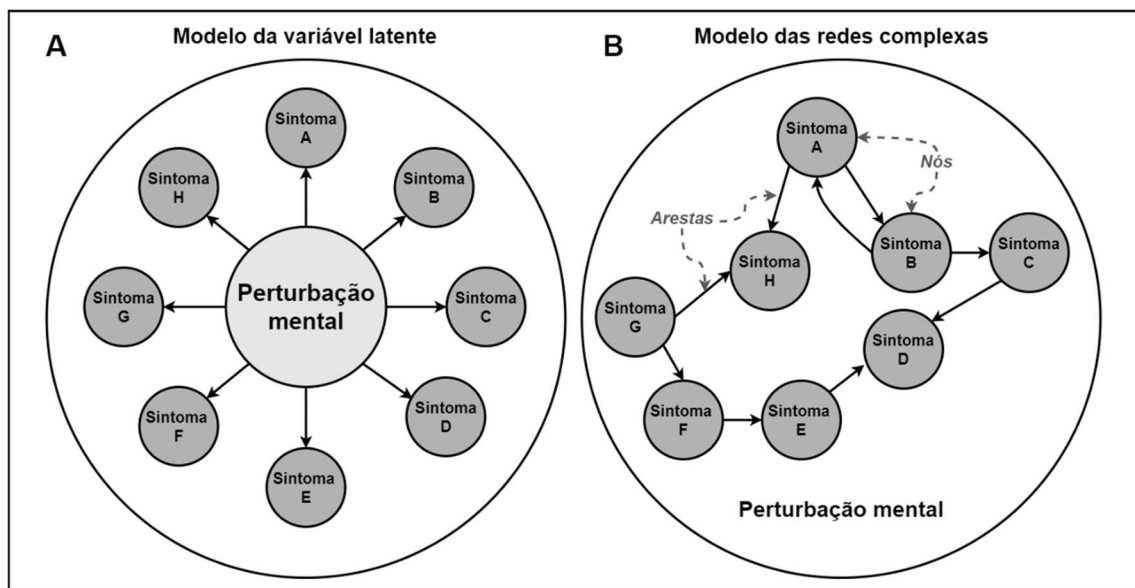 A
Modelo da variável latente
Sintoma
A
Sintoma
B
Sintoma
C
Sintoma
D
Sintoma
E
Sintoma
F
Sintoma
G
Sintoma
H
Perturbação
mental
B
Modelo das redes complexas
Sintoma
A
Nós
Arestas
Sintoma
B
Sintoma
C
Sintoma
H
Sintoma
G
Sintoma
D
Sintoma
F
Sintoma
E
Perturbação mental